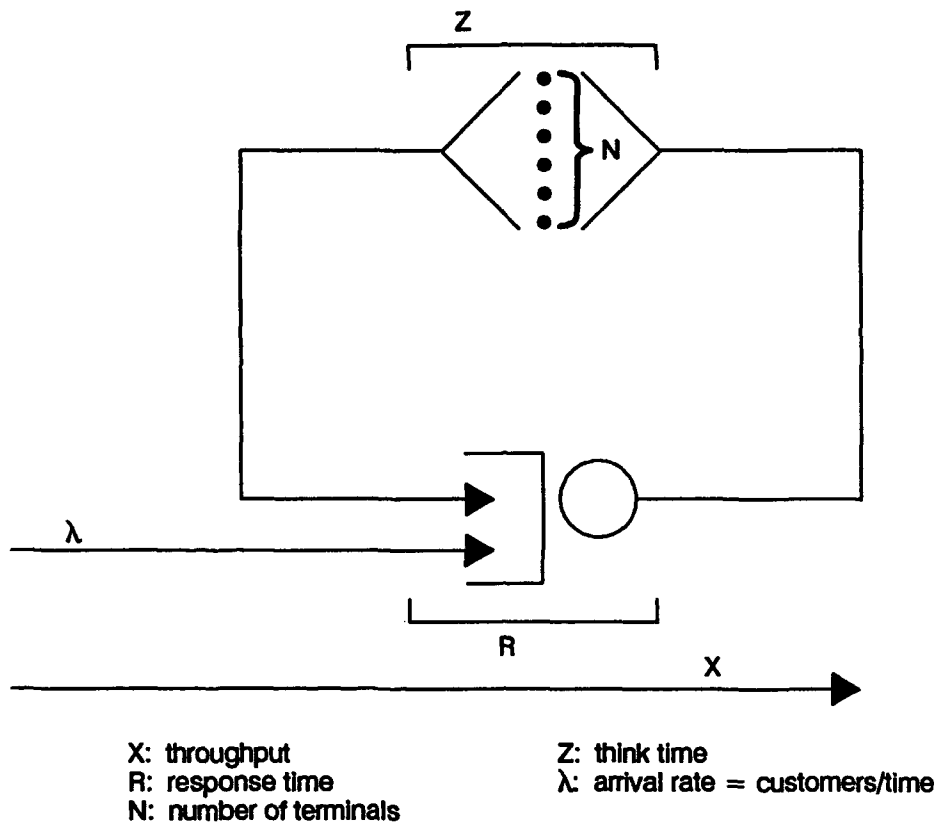 Z
N
λ
R
X
X: throughput
R: response time
N: number of terminals
Z: think time
λ: arrival rate = customers/time